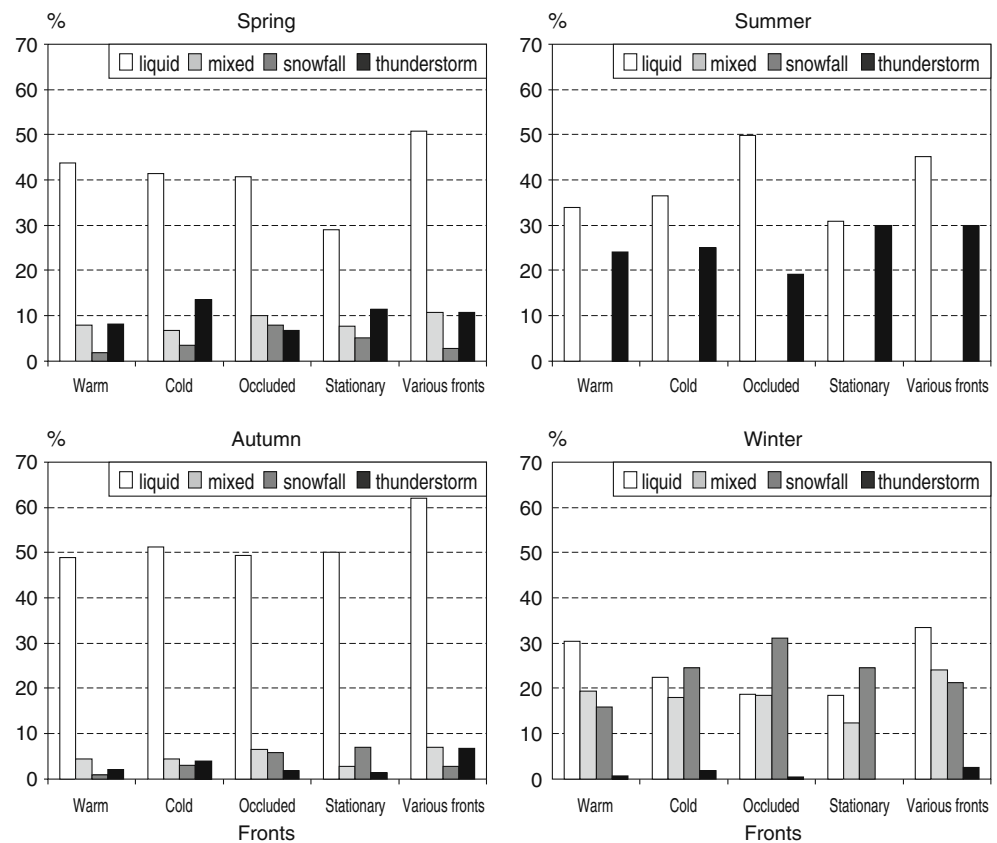 % Spring
liquid mixed snowfall thunderstorm
70
60
50
40
30
20
10
0
Warm Cold Occluded Stationary Various fronts
% Summer
liquid mixed snowfall thunderstorm
70
60
50
40
30
20
10
0
Warm Cold Occluded Stationary Various fronts
% Autumn
liquid mixed snowfall thunderstorm
70
60
50
40
30
20
10
0
Warm Cold Occluded Stationary Various fronts
Fronts
% Winter
liquid mixed snowfall thunderstorm
70
60
50
40
30
20
10
0
Warm Cold Occluded Stationary Various fronts
Fronts